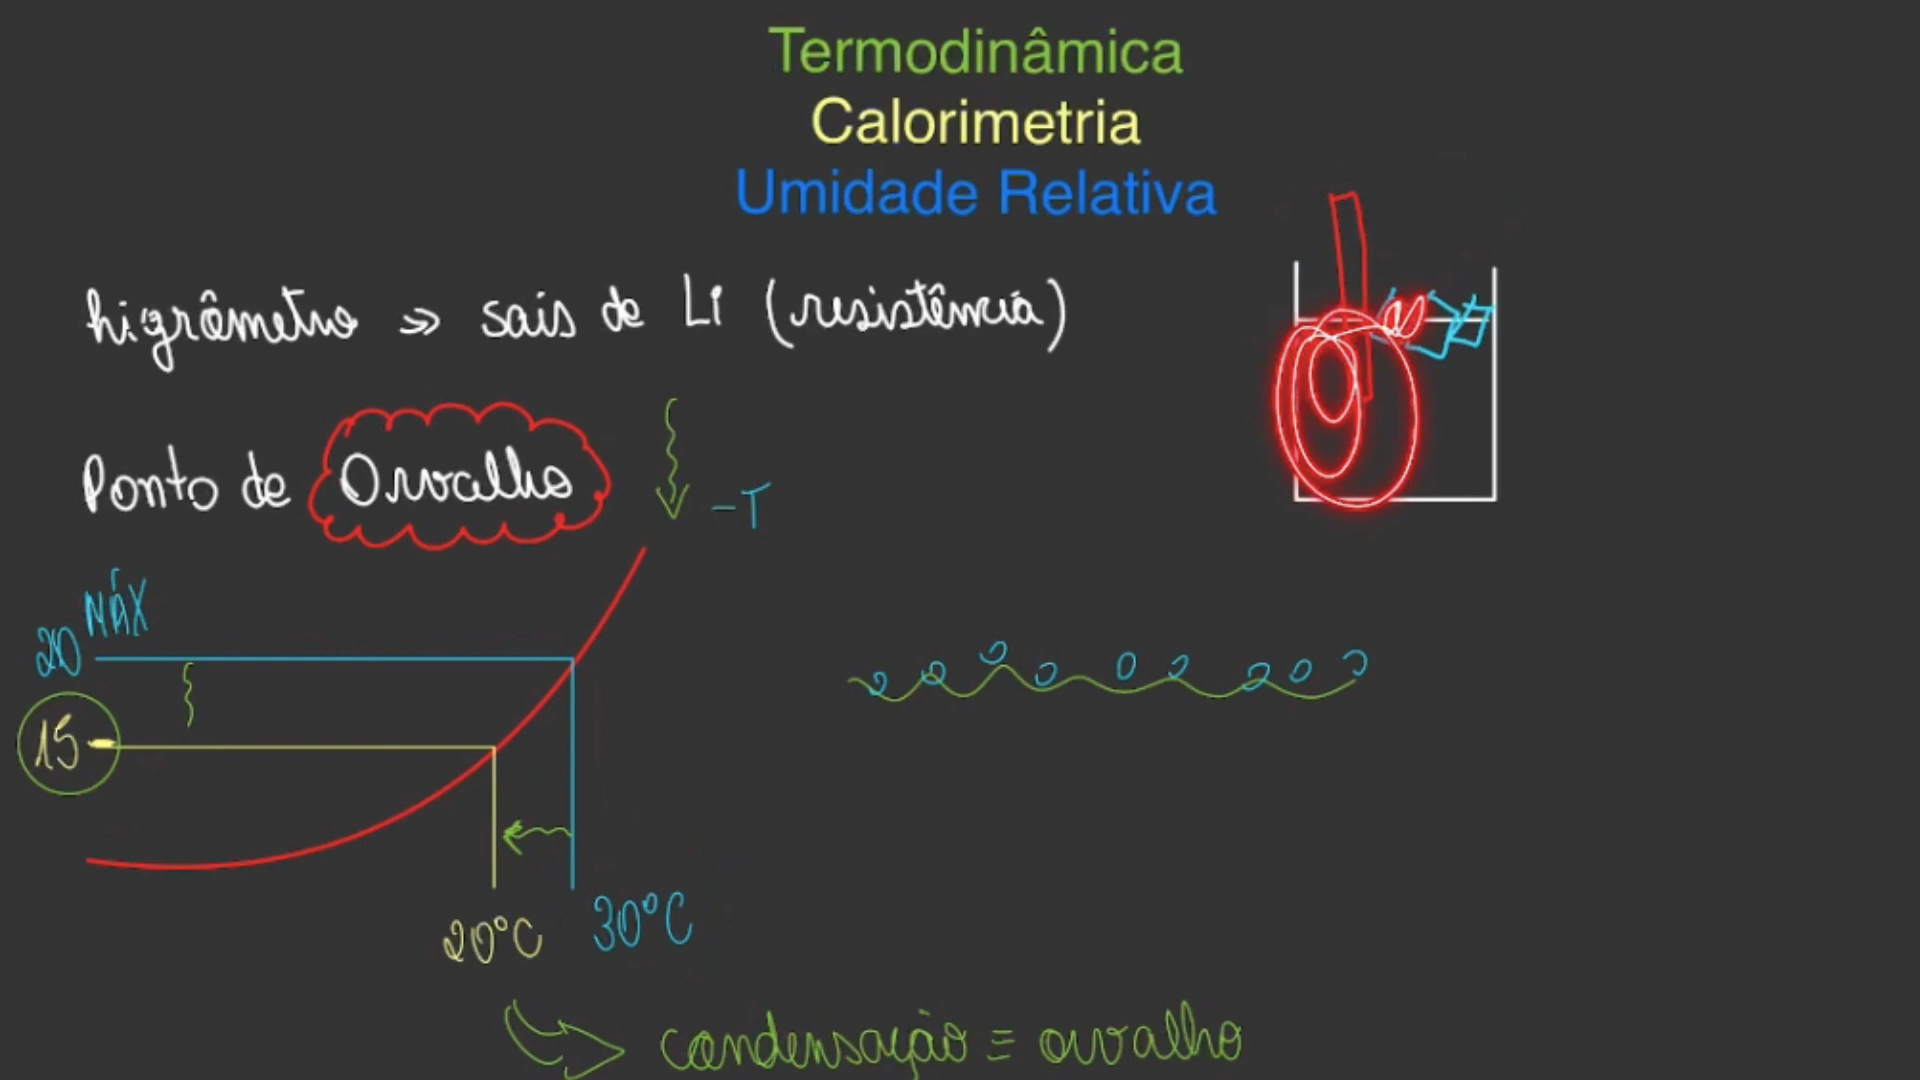 Termodinâmica
Calorimetria
Umidade Relativa
higrômetro => sais de Li (resistência)
Ponto de Orvalho
-T
MÁX
20
15
20°C
30°C
condensação ≡ orvalho